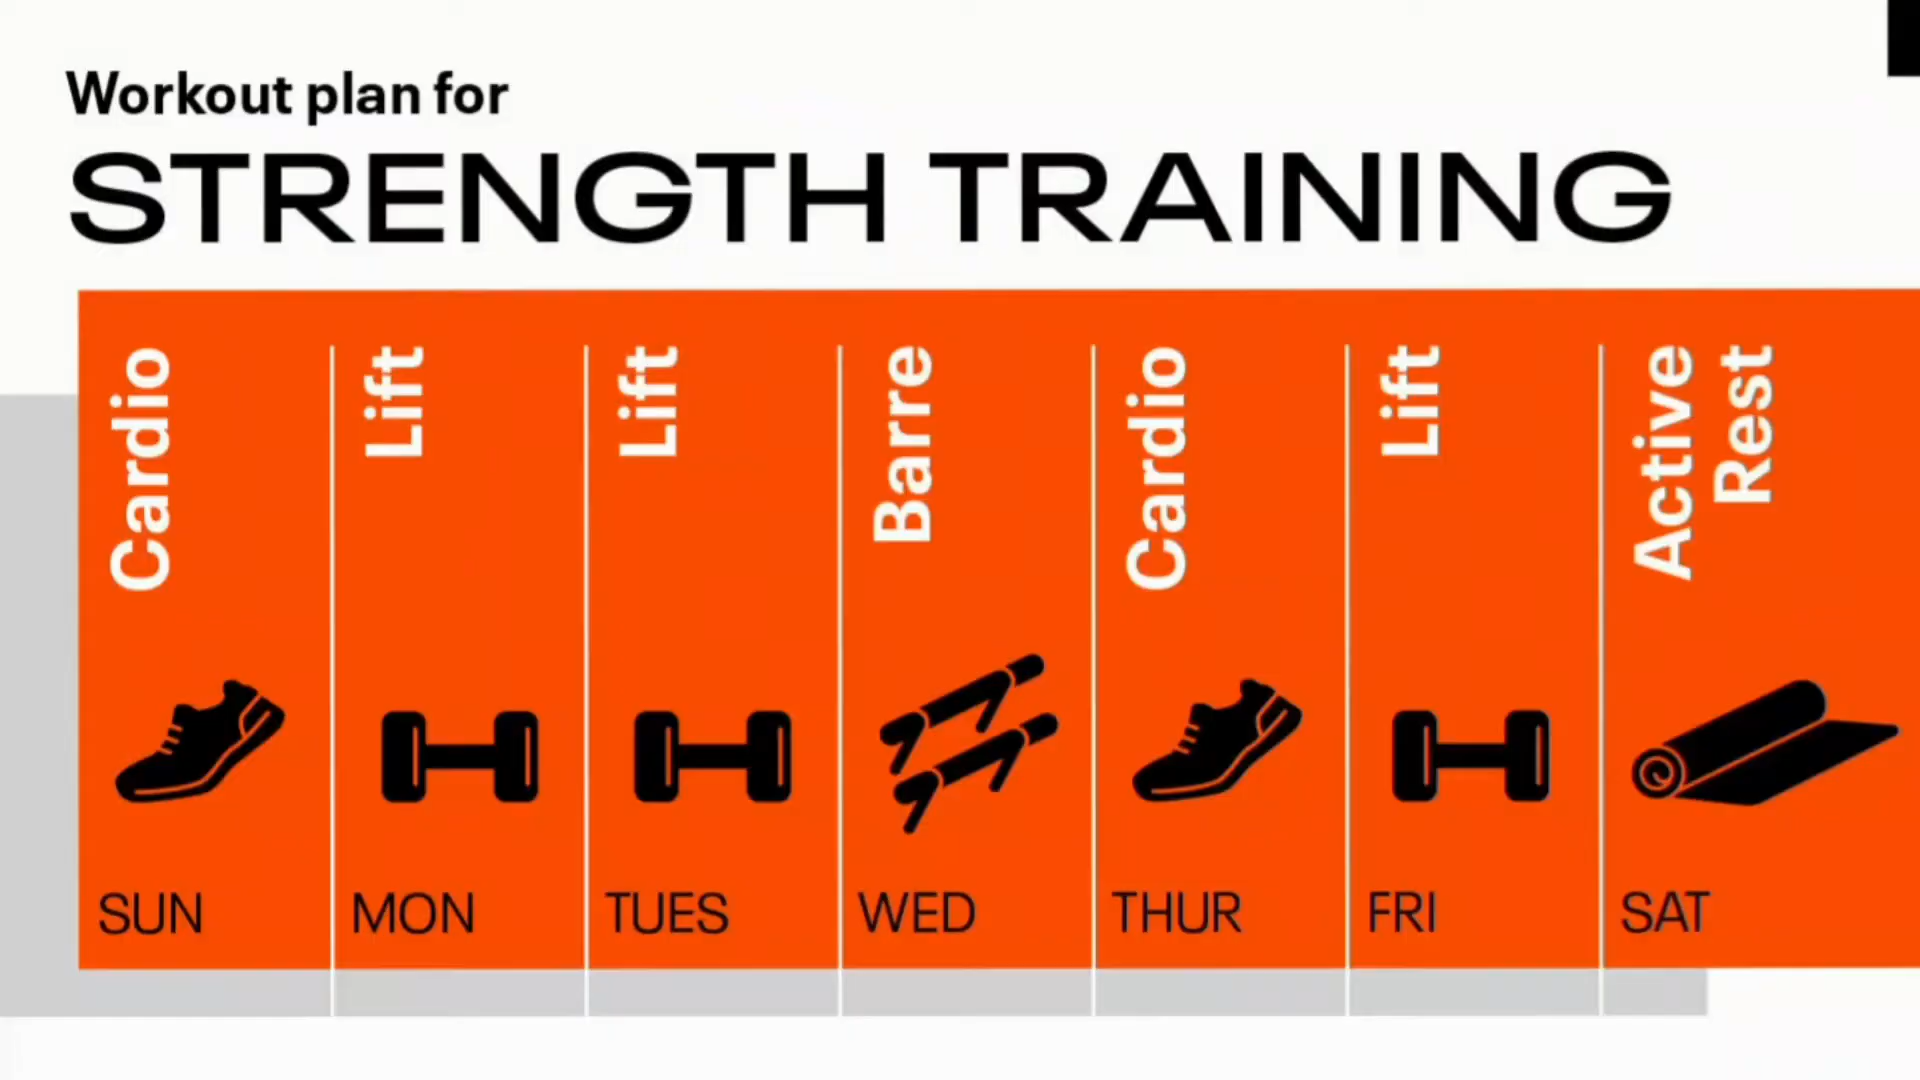 Workout plan for
STRENGTH TRAINING
Cardio
SUN
Lift
MON
Lift
TUES
Barre
WED
Cardio
THUR
Lift
FRI
Active
Rest
SAT